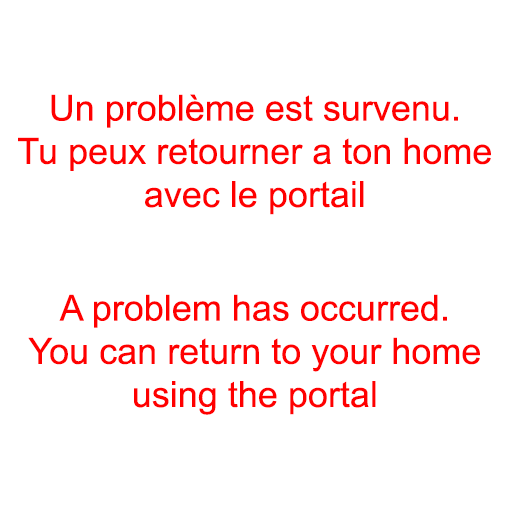 Un problème est survenu.
Tu peux retourner a ton home
avec le portail
A problem has occurred.
You can return to your home
using the portal